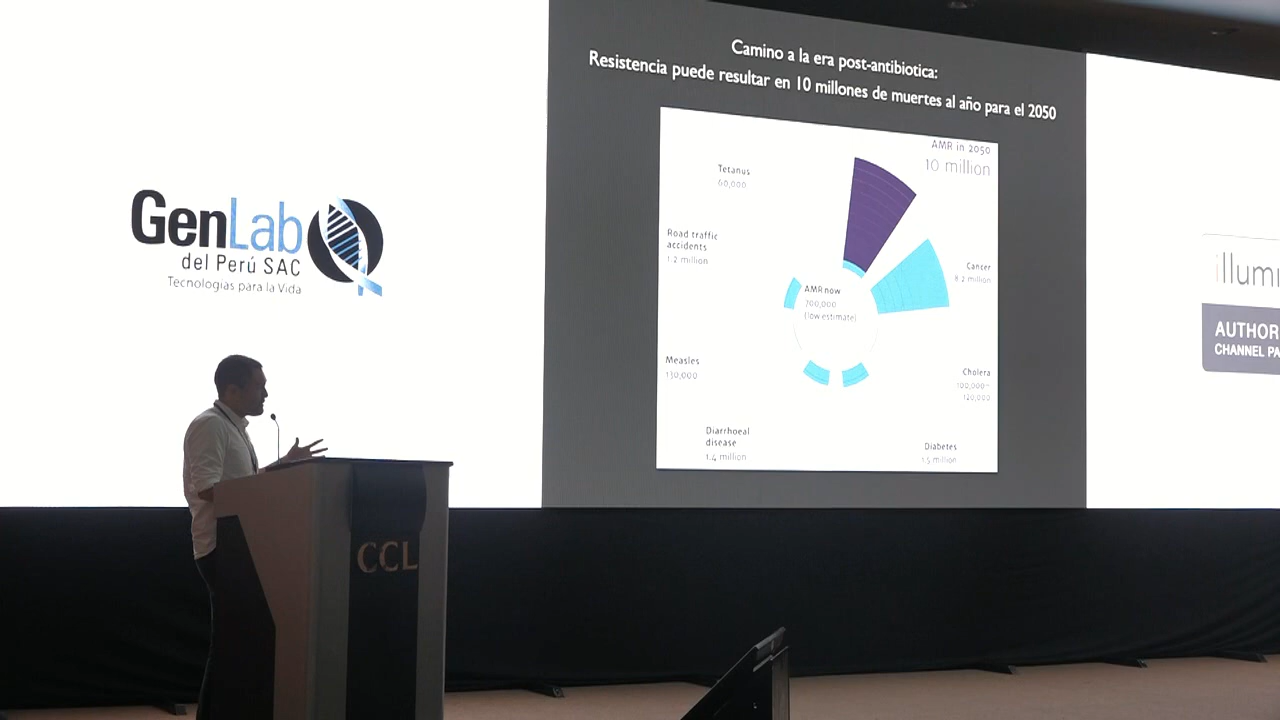 GenLab
del Perú SAC
Tecnologías para la Vida
Camino a la era post-antibiotica:
Resistencia puede resultar en 10 millones de muertes al año para el 2050
AMR in 2050
10 million
Tetanus
60,000
Road traffic
accidents
1.2 million
Cancer
8.2 million
AMR now
700,000
(low estimate)
Measles
130,000
Cholera
100,000–
120,000
Diarrhoeal
disease
1.4 million
Diabetes
1.5 million
illumi
AUTHOR
CHANNEL PA
CCL